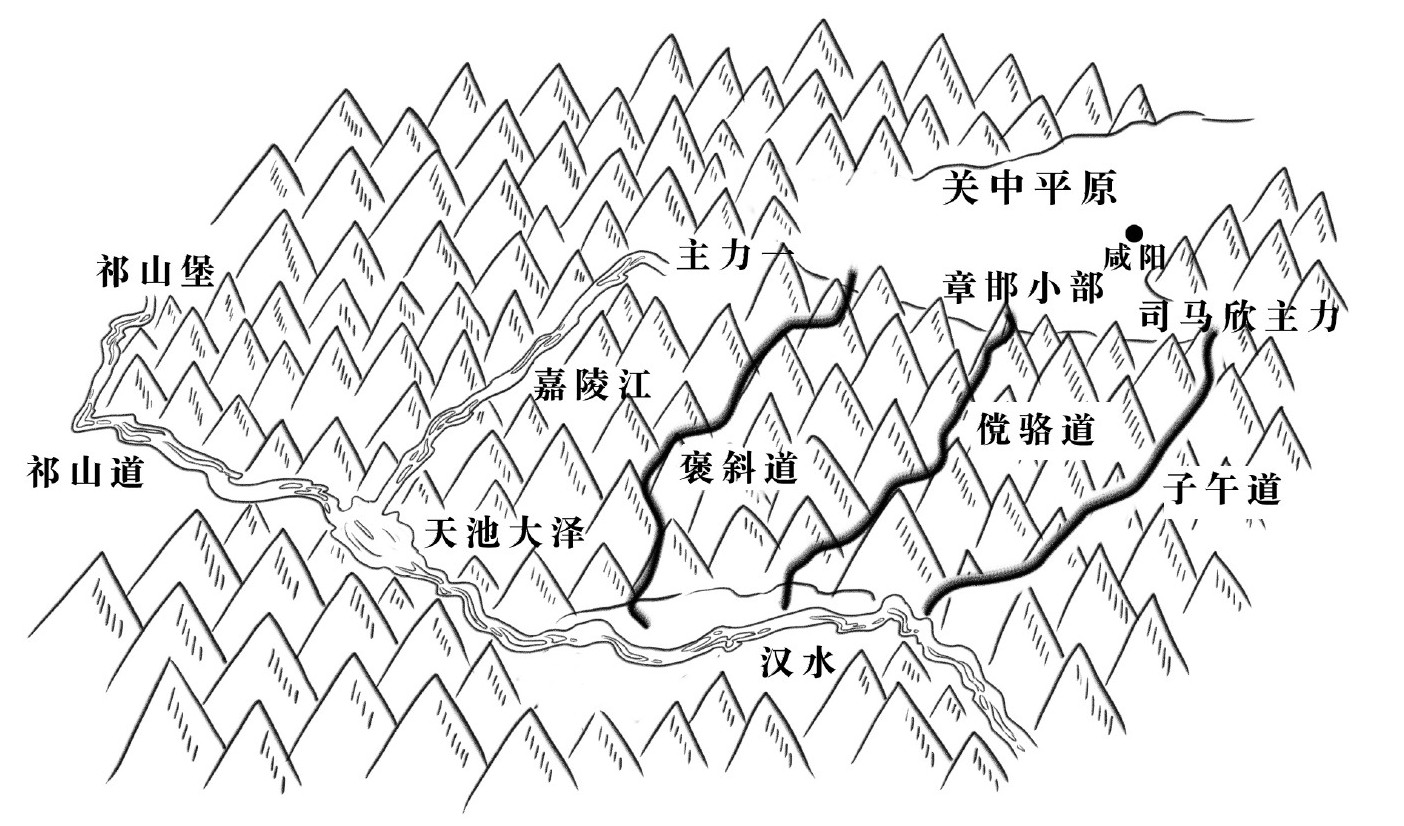 关中平原
咸阳
主力一
祁山堡
章邯小部
司马欣主力
嘉陵江
傥骆道
褒斜道
祁山道
子午道
天池大泽
汉水